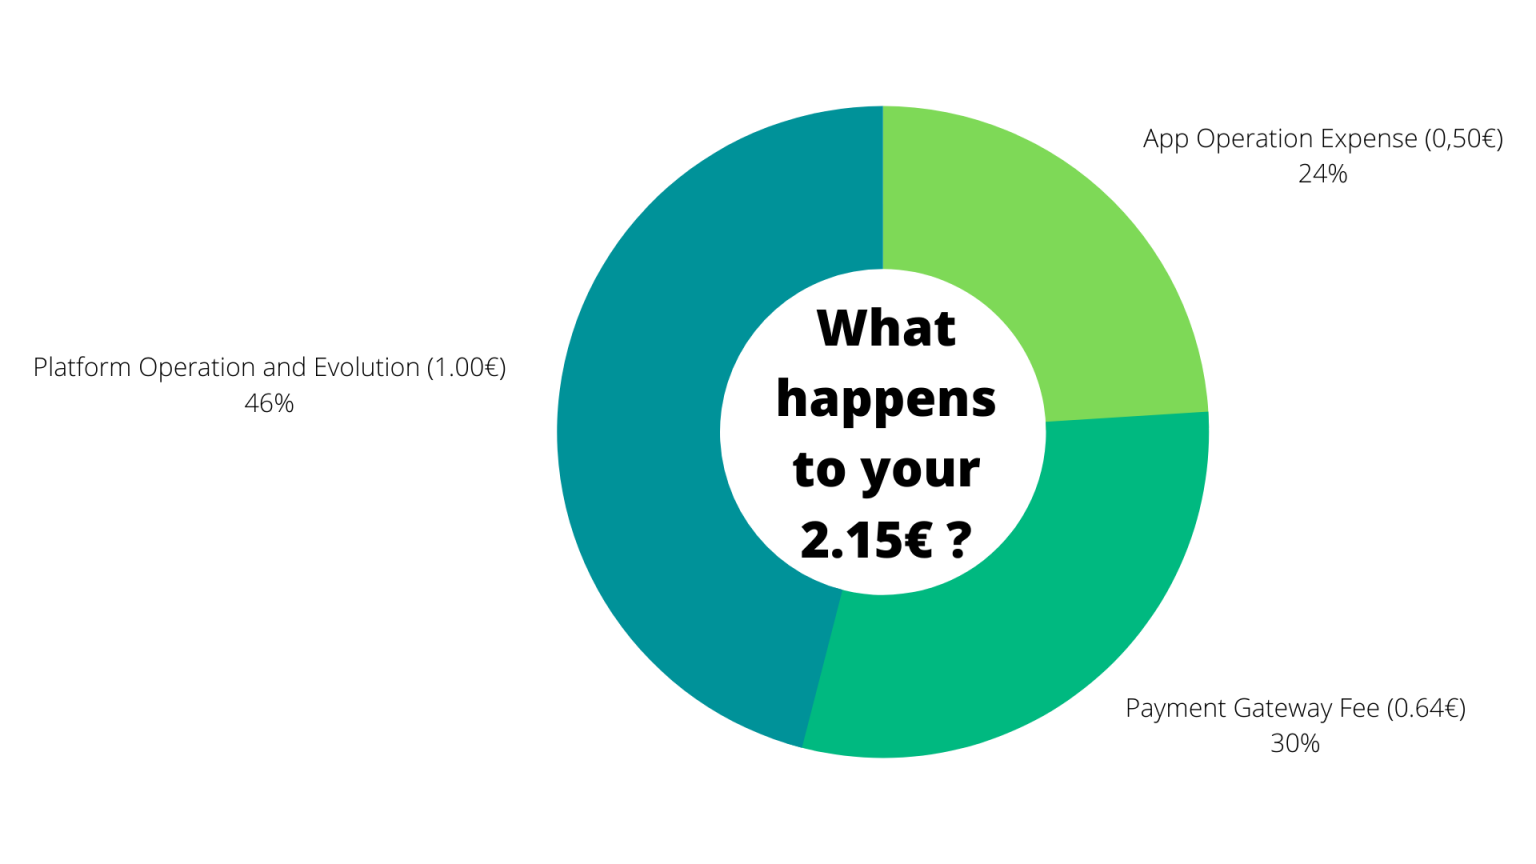 App Operation Expense (0,50€)
24%
Platform Operation and Evolution (1.00€)
46%
What
happens
to your
2.15€ ?
Payment Gateway Fee (0.64€)
30%